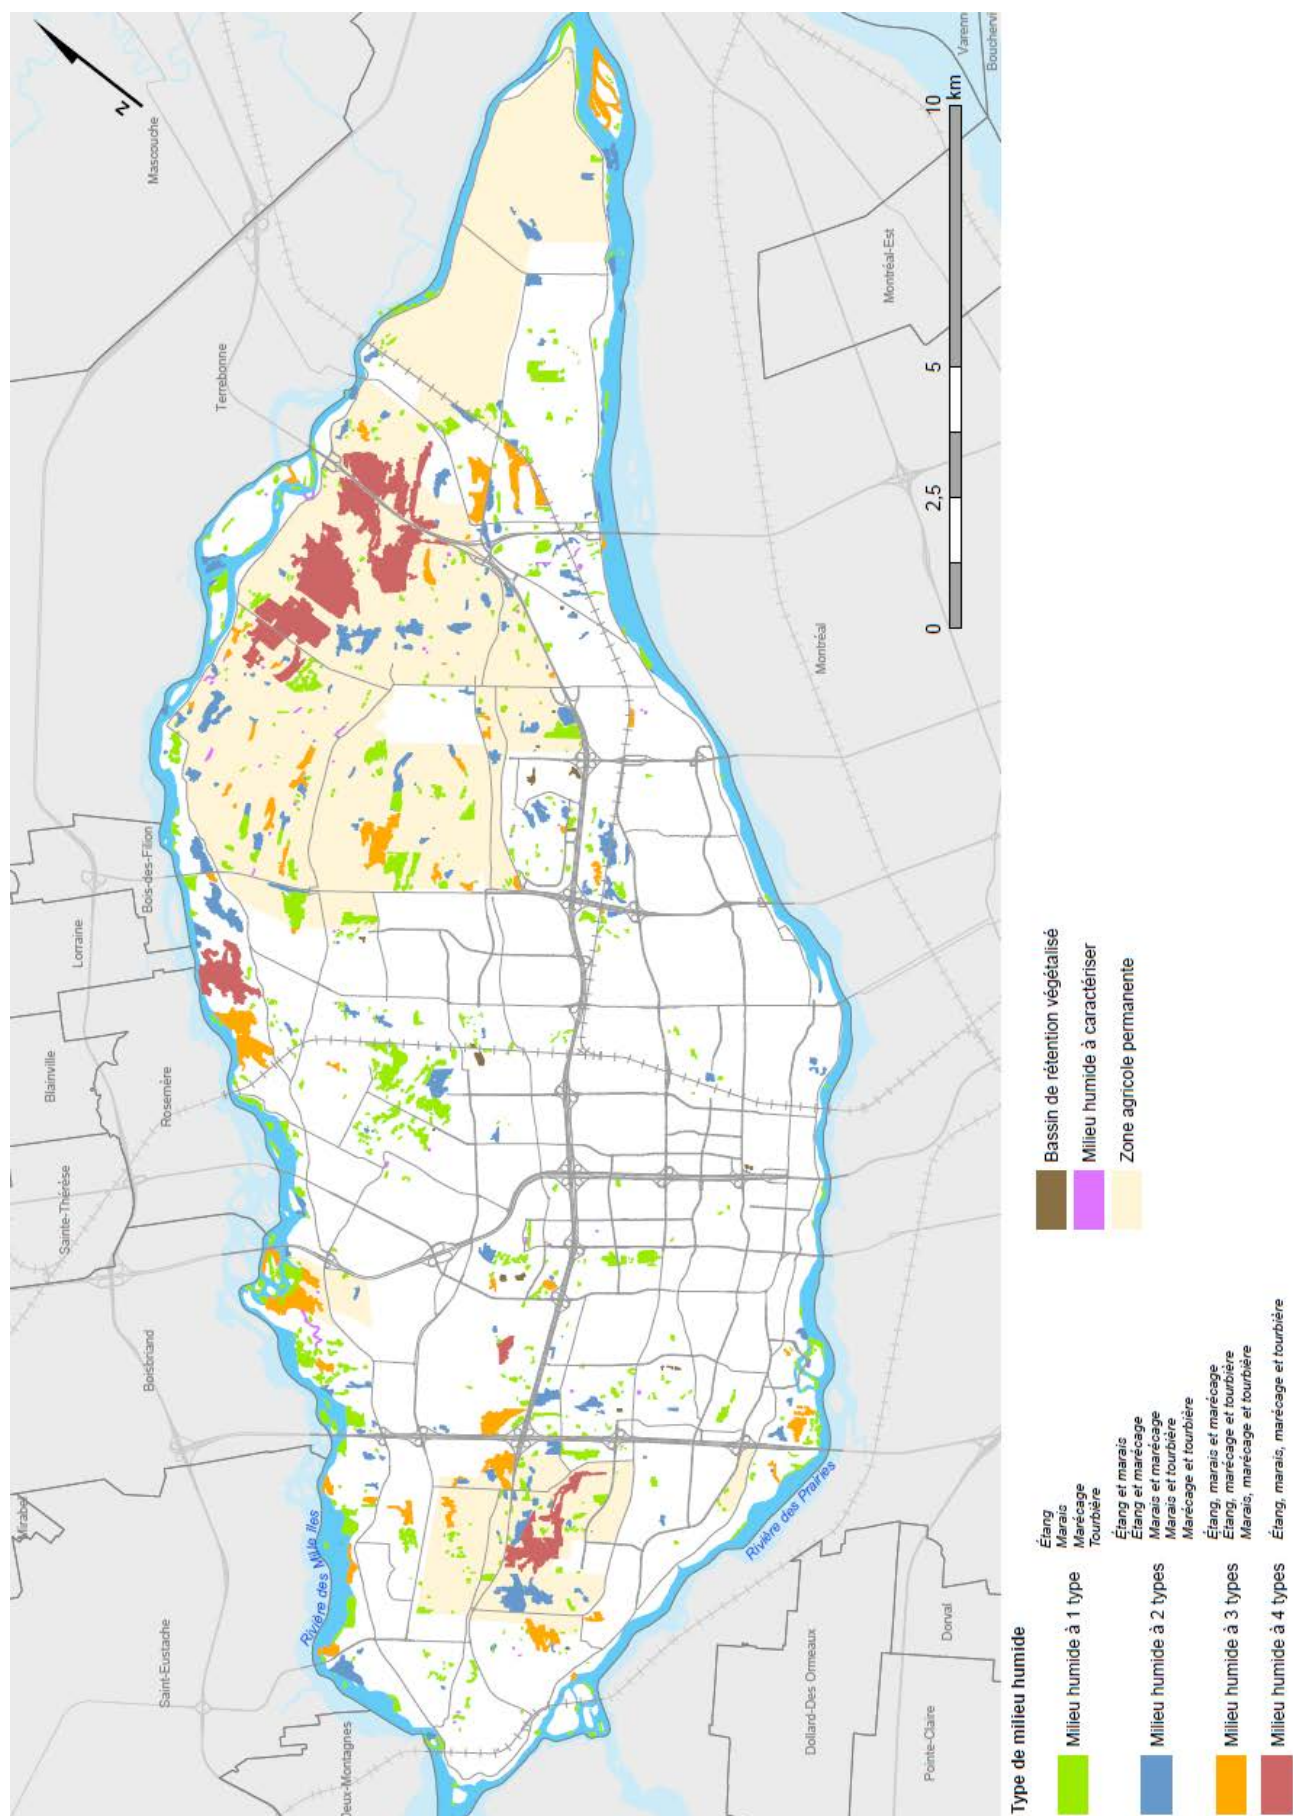 N
Mascouche
Varenn
Bouchervi
Terrebonne
Montréal-Est
Bois-des-Filion
Lorraine
Blainville
Rosemère
Sainte-Thérèse
Boisbriand
Mirabe
Saint-Eustache
Deux-Montagnes
Rivière des Mille Iles
Rivière des Prairies
Montréal
Dollard-Des Ormeaux
Dorval
Pointe-Claire
0 2,5 5 10
km
Type de milieu humide
Milieu humide à 1 type
Étang
Marais
Marécage
Tourbière
Milieu humide à 2 types
Étang et marais
Étang et marécage
Marais et marécage
Marais et tourbière
Marécage et tourbière
Milieu humide à 3 types
Étang, marais et marécage
Étang, marécage et tourbière
Marais, marécage et tourbière
Milieu humide à 4 types
Étang, marais, marécage et tourbière
Bassin de rétention végétalisé
Milieu humide à caractériser
Zone agricole permanente